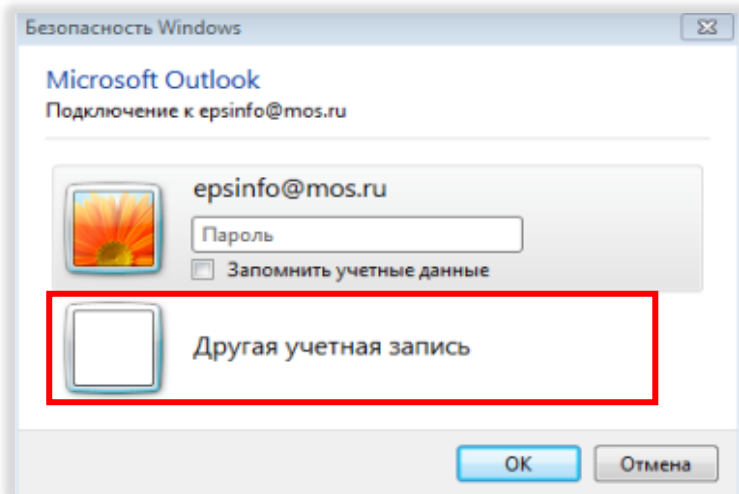 Безопасность Windows
Microsoft Outlook
Подключение к epsinfo@mos.ru
epsinfo@mos.ru
Пароль
Запомнить учетные данные
Другая учетная запись
ОК
Отмена